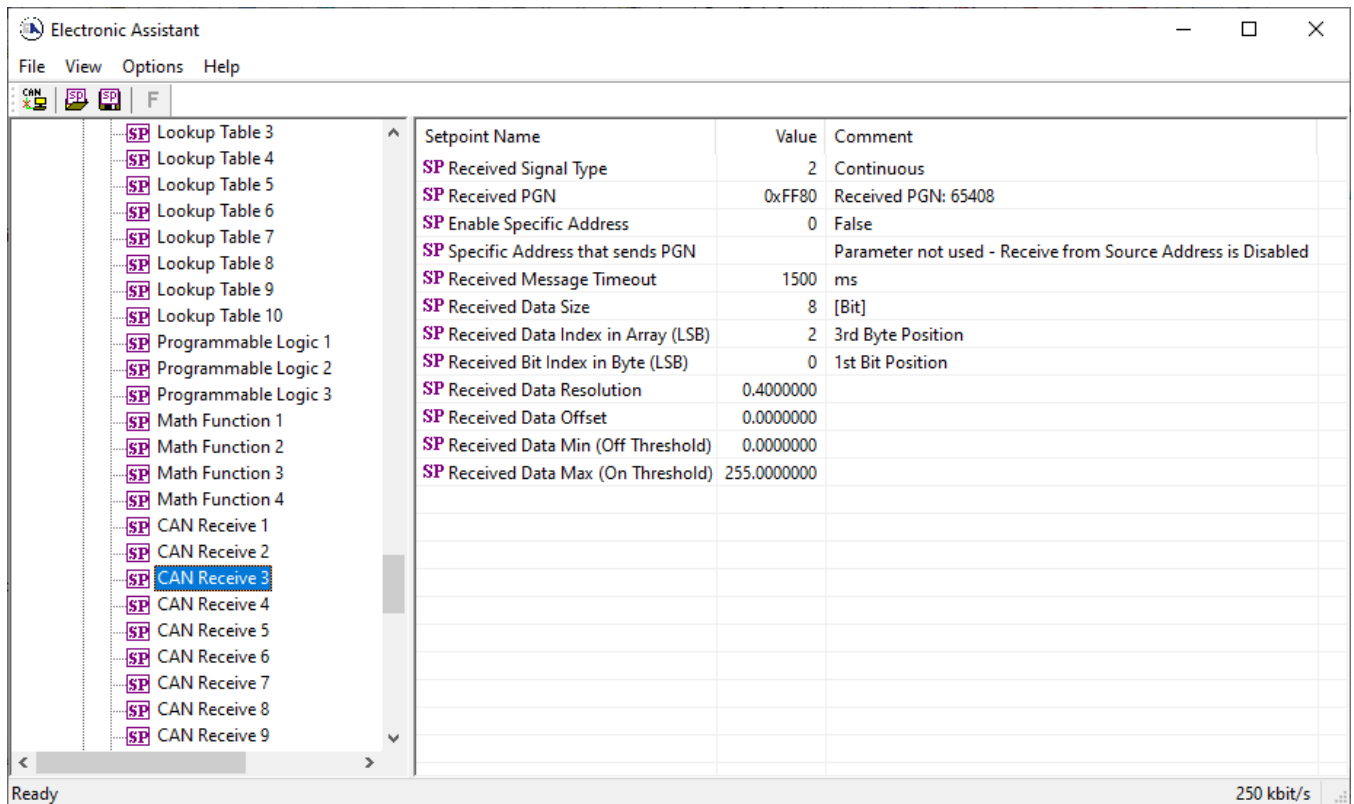 Electronic Assistant
File View Options Help
CAN SP SP F
SP Lookup Table 3
SP Lookup Table 4
SP Lookup Table 5
SP Lookup Table 6
SP Lookup Table 7
SP Lookup Table 8
SP Lookup Table 9
SP Lookup Table 10
SP Programmable Logic 1
SP Programmable Logic 2
SP Programmable Logic 3
SP Math Function 1
SP Math Function 2
SP Math Function 3
SP Math Function 4
SP CAN Receive 1
SP CAN Receive 2
SP CAN Receive 3
SP CAN Receive 4
SP CAN Receive 5
SP CAN Receive 6
SP CAN Receive 7
SP CAN Receive 8
SP CAN Receive 9
Setpoint Name Value Comment
SP Received Signal Type 2 Continuous
SP Received PGN 0xFF80 Received PGN: 65408
SP Enable Specific Address 0 False
SP Specific Address that sends PGN Parameter not used - Receive from Source Address is Disabled
SP Received Message Timeout 1500 ms
SP Received Data Size 8 [Bit]
SP Received Data Index in Array (LSB) 2 3rd Byte Position
SP Received Bit Index in Byte (LSB) 0 1st Bit Position
SP Received Data Resolution 0.4000000
SP Received Data Offset 0.0000000
SP Received Data Min (Off Threshold) 0.0000000
SP Received Data Max (On Threshold) 255.0000000
Ready 250 kbit/s